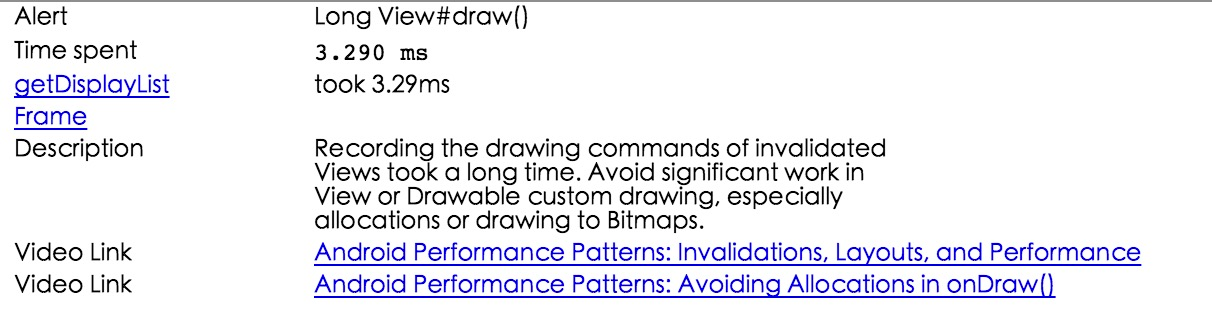 Alert Long View#draw()
Time spent 3.290 ms
getDisplayList took 3.29ms
Frame
Description Recording the drawing commands of invalidated
Views took a long time. Avoid significant work in
View or Drawable custom drawing, especially
allocations or drawing to Bitmaps.
Video Link Android Performance Patterns: Invalidations, Layouts, and Performance
Video Link Android Performance Patterns: Avoiding Allocations in onDraw()